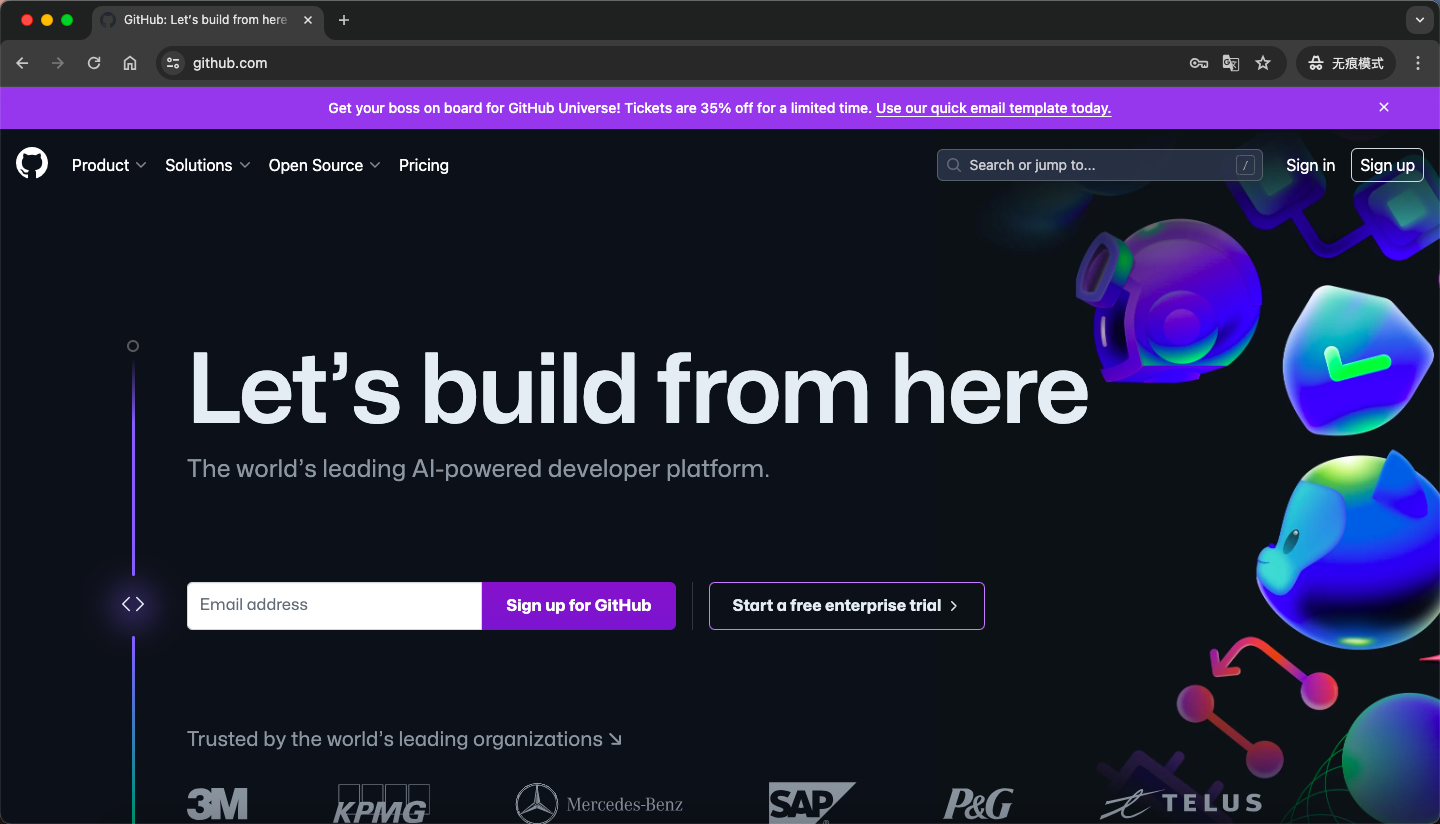 GitHub: Let's build from here
github.com
无痕模式
Get your boss on board for GitHub Universe! Tickets are 35% off for a limited time. Use our quick email template today.
Product
Solutions
Open Source
Pricing
Search or jump to...
/
Sign in
Sign up
Let's build from here
The world's leading AI-powered developer platform.
Email address
Sign up for GitHub
Start a free enterprise trial
Trusted by the world's leading organizations
3M
KPMG
Mercedes-Benz
SAP
P&G
TELUS